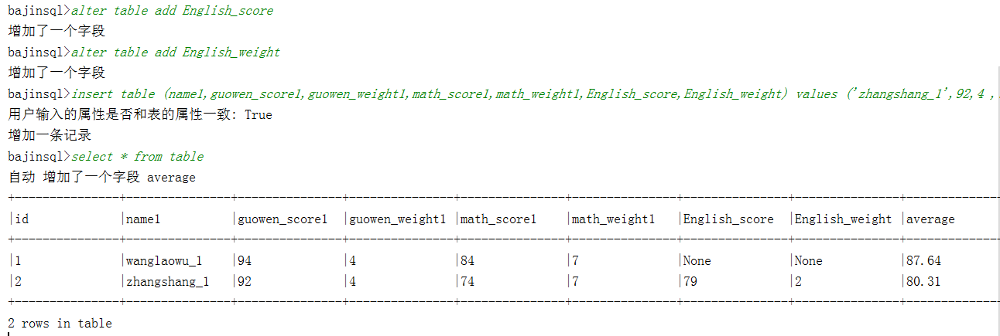 bajinsql>alter table add English_score
增加了一个字段
bajinsql>alter table add English_weight
增加了一个字段
bajinsql>insert table (name1,guowen_score1,guowen_weight1,math_score1,math_weight1,English_score,English_weight) values ('zhangshang_1',92,4 ,
用户输入的属性是否和表的属性一致: True
增加一条记录
bajinsql>select * from table
自动 增加了一个字段 average
+---------------+---------------+---------------+---------------+---------------+---------------+---------------+---------------+-------------
|id |name1 |guowen_score1 |guowen_weight1 |math_score1 |math_weight1 |English_score |English_weight |average
+---------------+---------------+---------------+---------------+---------------+---------------+---------------+---------------+-------------
|1 |wanglaowu_1 |94 |4 |84 |7 |None |None |87.64
|2 |zhangshang_1 |92 |4 |74 |7 |79 |2 |80.31
+---------------+---------------+---------------+---------------+---------------+---------------+---------------+---------------+-------------
2 rows in table